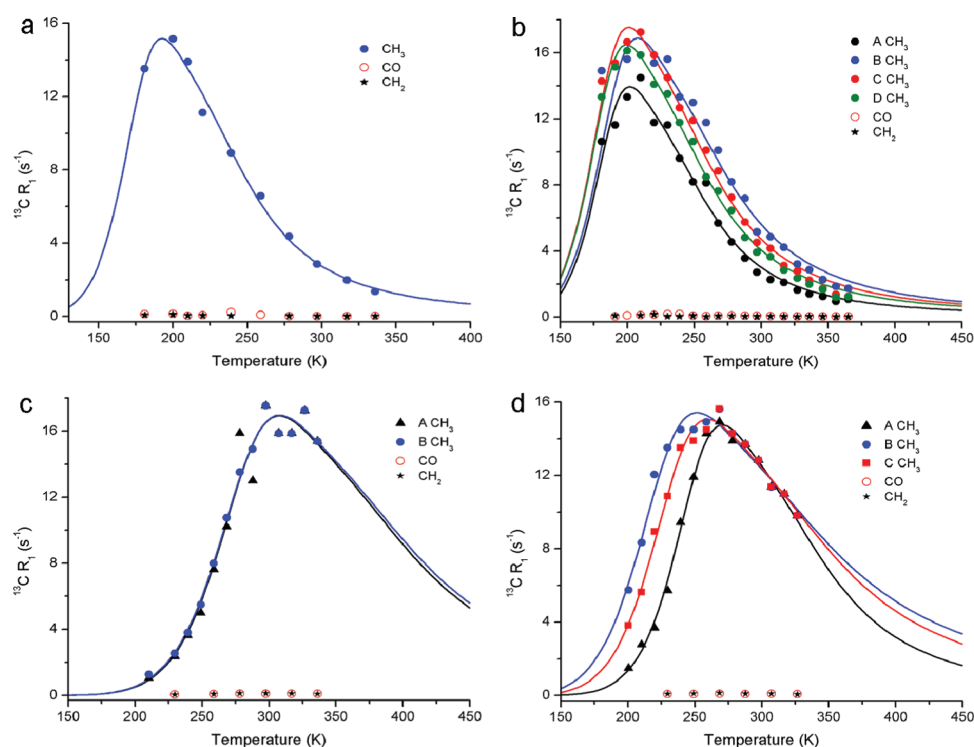 a
16
12
8
4
0
150
200
250
300
350
400
¹³C R₁ (s⁻¹)
Temperature (K)
CH₃
CO
CH₂
b
16
12
8
4
0
150
200
250
300
350
400
450
¹³C R₁ (s⁻¹)
Temperature (K)
A CH₃
B CH₃
C CH₃
D CH₃
CO
CH₂
c
16
12
8
4
0
150
200
250
300
350
400
450
¹³C R₁ (s⁻¹)
Temperature (K)
A CH₃
B CH₃
CO
CH₂
d
16
12
8
4
0
150
200
250
300
350
400
450
¹³C R₁ (s⁻¹)
Temperature (K)
A CH₃
B CH₃
C CH₃
CO
CH₂